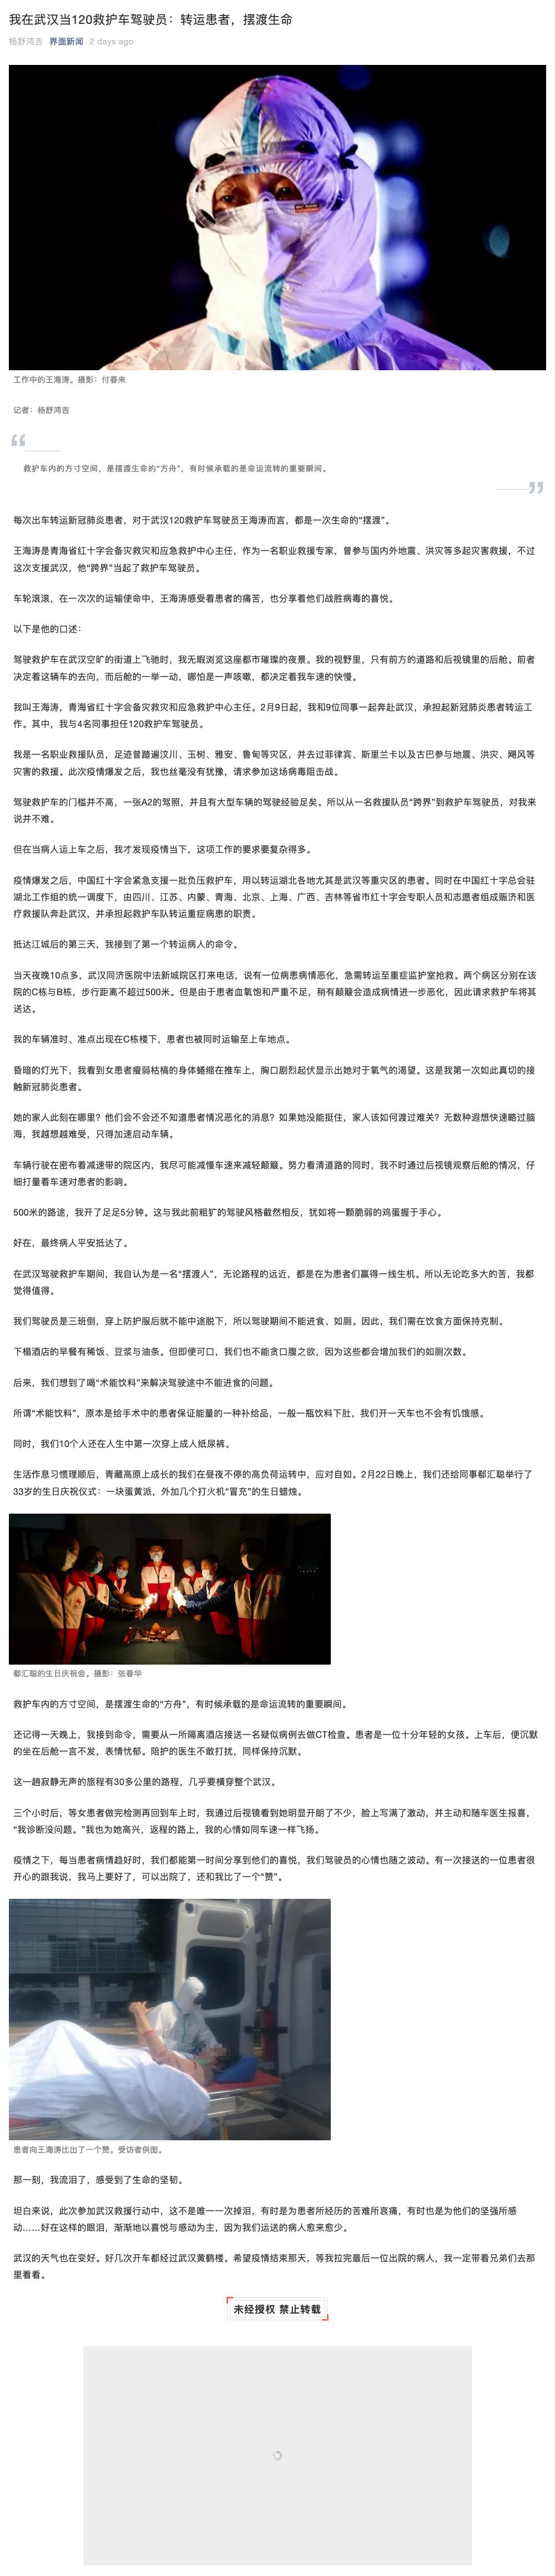 我在武汉当120救护车驾驶员：转运患者，摆渡生命
杨舒鸿吉 界面新闻 2 days ago
工作中的王海涛。摄影：付春来
记者：杨舒鸿吉
“
救护车内的方寸空间，是摆渡生命的“方舟”，有时候承载的是命运流转的重要瞬间。
”
每次出车转运新冠肺炎患者，对于武汉120救护车驾驶员王海涛而言，都是一次生命的“摆渡”。
王海涛是青海省红十字会备灾救灾和应急救护中心主任，作为一名职业救援专家，曾参与国内外地震、洪灾等多起灾害救援，不过
这次支援武汉，他“跨界”当起了救护车驾驶员。
车轮滚滚，在一次次的运输使命中，王海涛感受着患者的痛苦，也分享着他们战胜病毒的喜悦。
以下是他的口述：
驾驶救护车在武汉空旷的街道上飞驰时，我无暇浏览这座都市璀璨的夜景。我的视野里，只有前方的道路和后视镜里的后舱。前者
决定着这辆车的去向，而后舱的一举一动，哪怕是一声咳嗽，都决定着我车速的快慢。
我叫王海涛，青海省红十字会备灾救灾和应急救护中心主任。2月9日起，我和9位同事一起奔赴武汉，承担起新冠肺炎患者转运工
作。其中，我与4名同事担任120救护车驾驶员。
我是一名职业救援队员，足迹曾踏遍汶川、玉树、雅安、鲁甸等灾区，并去过菲律宾、斯里兰卡以及古巴参与地震、洪灾、飓风等
灾害的救援。此次疫情爆发之后，我也丝毫没有犹豫，请求参加这场病毒阻击战。
驾驶救护车的门槛并不高，一张A2的驾照，并且有大型车辆的驾驶经验足矣。所以从一名救援队员“跨界”到救护车驾驶员，对我来
说并不难。
但在当病人运上车之后，我才发现疫情当下，这项工作的要求要复杂得多。
疫情爆发之后，中国红十字会紧急支援一批负压救护车，用以转运湖北各地尤其是武汉等重灾区的患者。同时在中国红十字总会驻
湖北工作组的统一调度下，由四川、江苏、内蒙、青海、北京、上海、广西、吉林等省市红十字会专职人员和志愿者组成赈济和医
疗救援队奔赴武汉，并承担起救护车队转运重症病患的职责。
抵达江城后的第三天，我接到了第一个转运病人的命令。
当天夜晚10点多，武汉同济医院中法新城院区打来电话，说有一位病患病情恶化，急需转运至重症监护室抢救。两个病区分别在该
院的C栋与B栋，步行距离不超过500米。但是由于患者血氧饱和严重不足，稍有颠簸会造成病情进一步恶化，因此请求救护车将其
送达。
我的车辆准时、准点出现在C栋楼下，患者也被同时运输至上车地点。
昏暗的灯光下，我看到女患者瘦弱枯槁的身体蜷缩在推车上，胸口剧烈起伏显示出她对于氧气的渴望。这是我第一次如此真切的接
触新冠肺炎患者。
她的家人此刻在哪里？他们会不会还不知道患者情况恶化的消息？如果她没能挺住，家人该如何渡过难关？无数种遐想快速略过脑
海，我越想越难受，只得加速启动车辆。
车辆行驶在密布着减速带的院区内，我尽可能减慢车速来减轻颠簸。努力看清道路的同时，我不时通过后视镜观察后舱的情况，仔
细打量着车速对患者的影响。
500米的路途，我开了足足5分钟。这与我此前粗犷的驾驶风格截然相反，犹如将一颗脆弱的鸡蛋握于手心。
好在，最终病人平安抵达了。
在武汉驾驶救护车期间，我自认为是一名“摆渡人”，无论路程的远近，都是在为患者们赢得一线生机。所以无论吃多大的苦，我都
觉得值得。
我们驾驶员是三班倒，穿上防护服后就不能中途脱下，所以驾驶期间不能进食、如厕。因此，我们需在饮食方面保持克制。
下榻酒店的早餐有稀饭、豆浆与油条。但即便可口，我们也不能贪口腹之欲，因为这些都会增加我们的如厕次数。
后来，我们想到了喝“术能饮料”来解决驾驶途中不能进食的问题。
所谓“术能饮料”，原本是给手术中的患者保证能量的一种补给品，一般一瓶饮料下肚，我们开一天车也不会有饥饿感。
同时，我们10个人还在人生中第一次穿上成人纸尿裤。
生活作息习惯理顺后，青藏高原上成长的我们在昼夜不停的高负荷运转中，应对自如。2月22日晚上，我们还给同事郗汇聪举行了
33岁的生日庆祝仪式：一块蛋黄派，外加几个打火机“冒充”的生日蜡烛。
郗汇聪的生日庆祝会。摄影：张春华
救护车内的方寸空间，是摆渡生命的“方舟”，有时候承载的是命运流转的重要瞬间。
还记得一天晚上，我接到命令，需要从一所隔离酒店接送一名疑似病例去做CT检查。患者是一位十分年轻的女孩。上车后，便沉默
的坐在后舱一言不发，表情忧郁。陪护的医生不敢打扰，同样保持沉默。
这一趟寂静无声的旅程有30多公里的路程，几乎要横穿整个武汉。
三个小时后，等女患者做完检测再回到车上时，我通过后视镜看到她明显开朗了不少，脸上写满了激动，并主动和随车医生报喜，
“我诊断没问题。”我也为她高兴，返程的路上，我的心情如同车速一样飞扬。
疫情之下，每当患者病情趋好时，我们都能第一时间分享到他们的喜悦，我们驾驶员的心情也随之波动。有一次接送的一位患者很
开心的跟我说，我马上要好了，可以出院了，还和我比了一个“赞”。
患者向王海涛比出了一个赞。受访者供图。
那一刻，我流泪了，感受到了生命的坚韧。
坦白来说，此次参加武汉救援行动中，这不是唯一一次掉泪，有时是为患者所经历的苦难所哀痛，有时也是为他们的坚强所感
动......好在这样的眼泪，渐渐地以喜悦与感动为主，因为我们运送的病人愈来愈少。
武汉的天气也在变好。好几次开车都经过武汉黄鹤楼。希望疫情结束那天，等我拉完最后一位出院的病人，我一定带着兄弟们去那
里看看。
未经授权 禁止转载